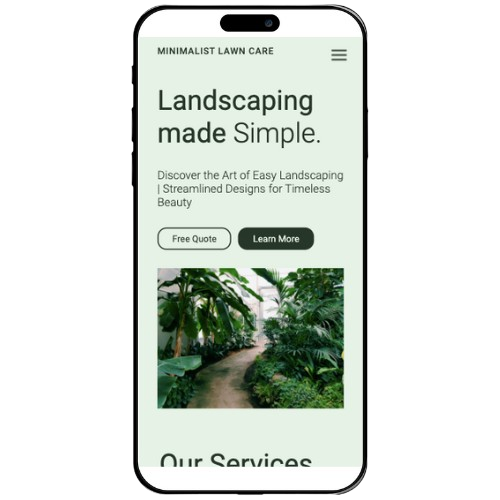 MINIMALIST LAWN CARE
Landscaping
made Simple.
Discover the Art of Easy Landscaping
| Streamlined Designs for Timeless
Beauty
Free Quote
Learn More
Our Services